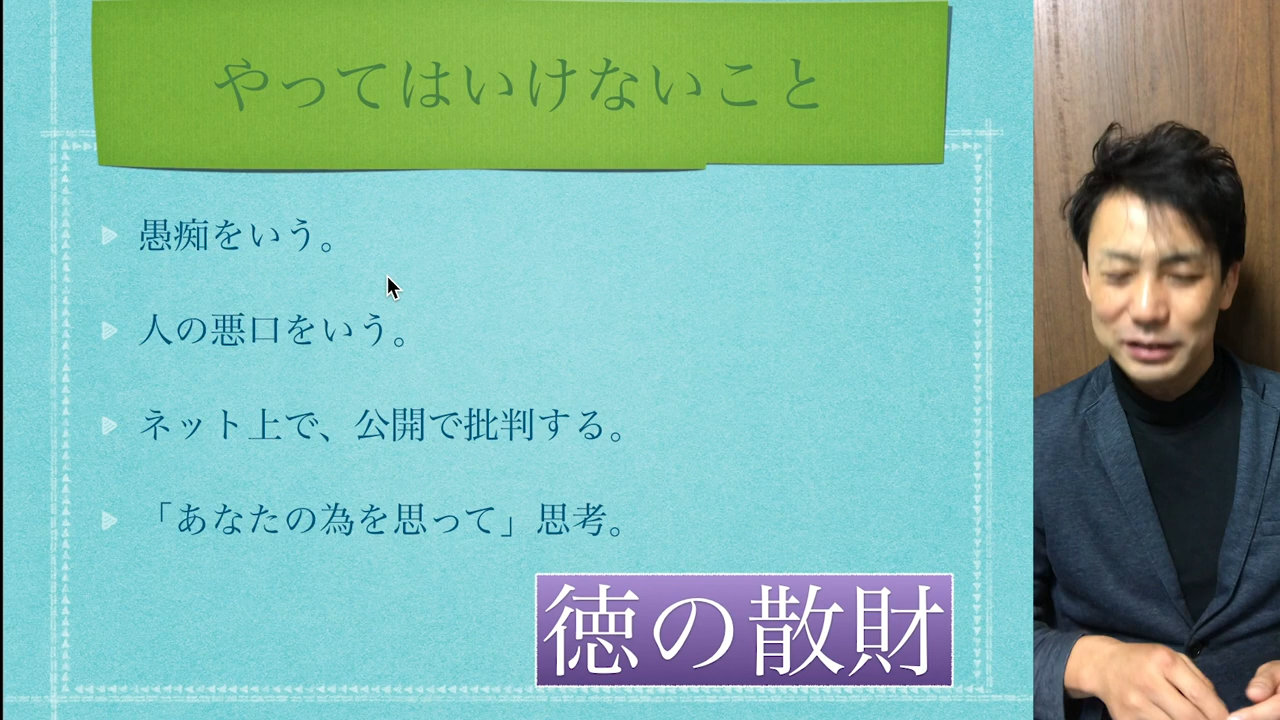 やってはいけないこと
愚痴をいう。
人の悪口をいう。
ネット上で、公開で批判する。
「あなたの為を思って」思考。
徳の散財